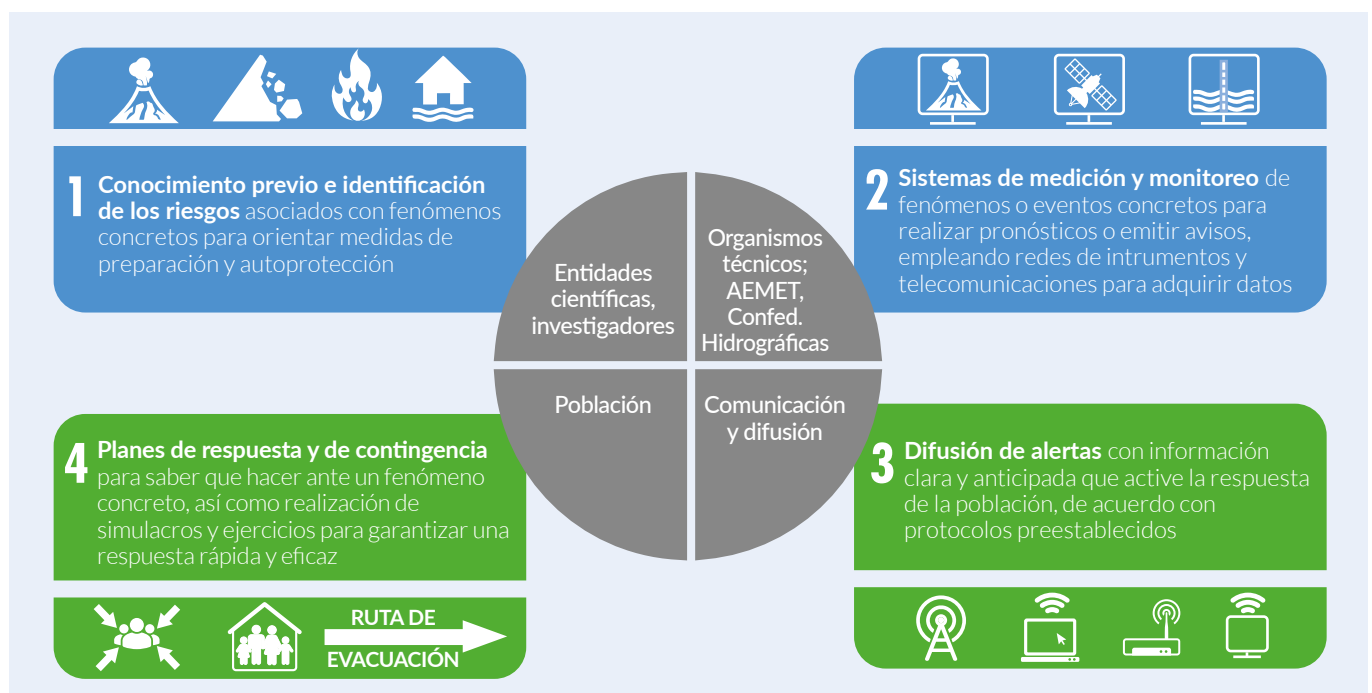 1
Conocimiento previo e identificación
de los riesgos asociados con fenómenos
concretos para orientar medidas de
preparación y autoprotección
2
Sistemas de medición y monitoreo de
fenómenos o eventos concretos para
realizar pronósticos o emitir avisos,
empleando redes de intrumentos y
telecomunicaciones para adquirir datos
Entidades
científicas,
investigadores
Organismos
técnicos;
AEMET,
Confed.
Hidrográficas
Población
Comunicación
y difusión
4
Planes de respuesta y de contingencia
para saber que hacer ante un fenómeno
concreto, así como realización de
simulacros y ejercicios para garantizar una
respuesta rápida y eficaz
3
Difusión de alertas con información
clara y anticipada que active la respuesta
de la población, de acuerdo con
protocolos preestablecidos
RUTA DE
EVACUACIÓN